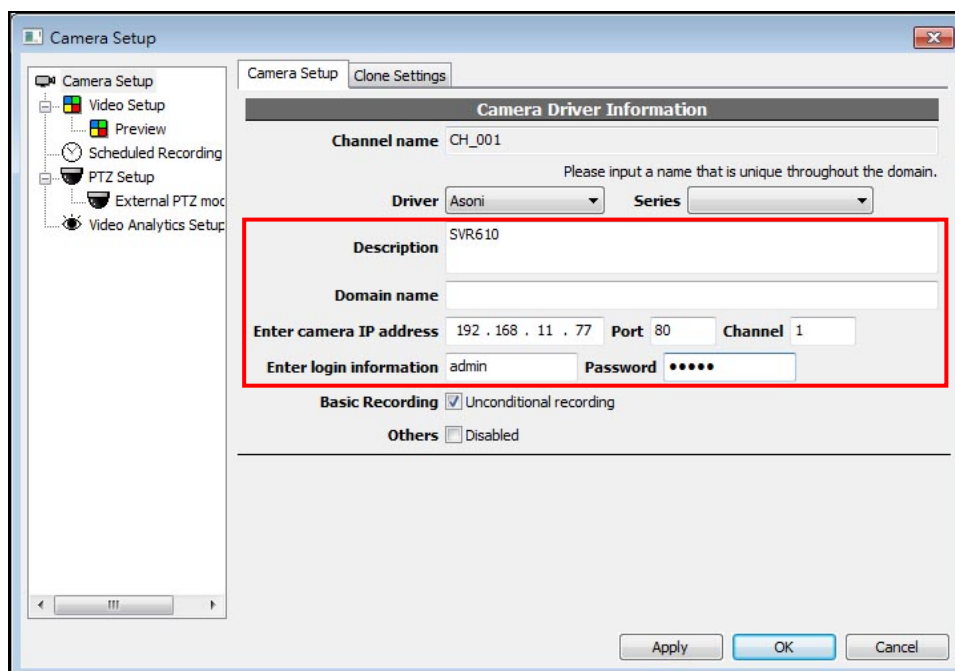 Camera Setup
Camera Setup
Video Setup
Preview
Scheduled Recording
PTZ Setup
External PTZ moc
Video Analytics Setup
Camera Setup Clone Settings
Camera Driver Information
Channel name CH_001
Please input a name that is unique throughout the domain.
Driver Asoni Series
Description SVR610
Domain name
Enter camera IP address 192 . 168 . 11 . 77 Port 80 Channel 1
Enter login information admin Password •••••
Basic Recording Unconditional recording
Others Disabled
Apply OK Cancel